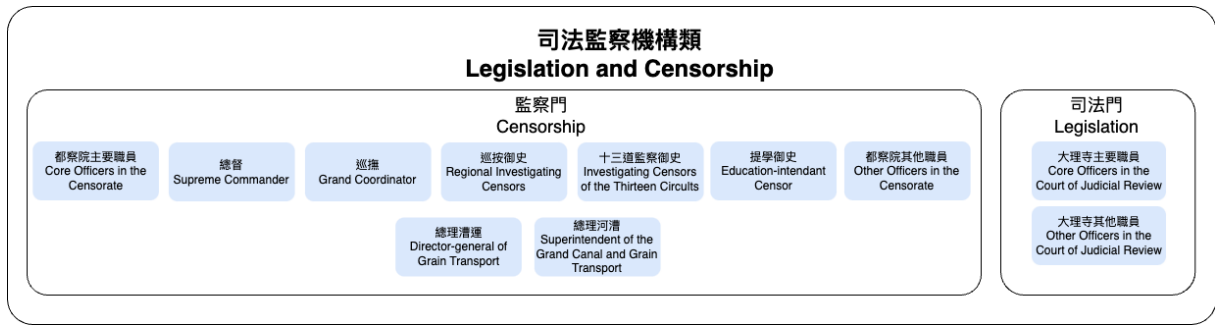 司法監察機構類
Legislation and Censorship
監察門
Censorship
都察院主要職員
Core Officers in the
Censorate
總督
Supreme Commander
巡撫
Grand Coordinator
巡按御史
Regional Investigating
Censors
十三道監察御史
Investigating Censors
of the Thirteen Circults
提學御史
Education-intendant
Censor
都察院其他職員
Other Officers in the
Censorate
總理漕運
Director-general of
Grain Transport
總理河漕
Superintendent of the
Grand Canal and Grain
Transport
司法門
Legislation
大理寺主要職員
Core Officers in the
Court of Judicial Review
大理寺其他職員
Other Officers in the
Court of Judicial Review